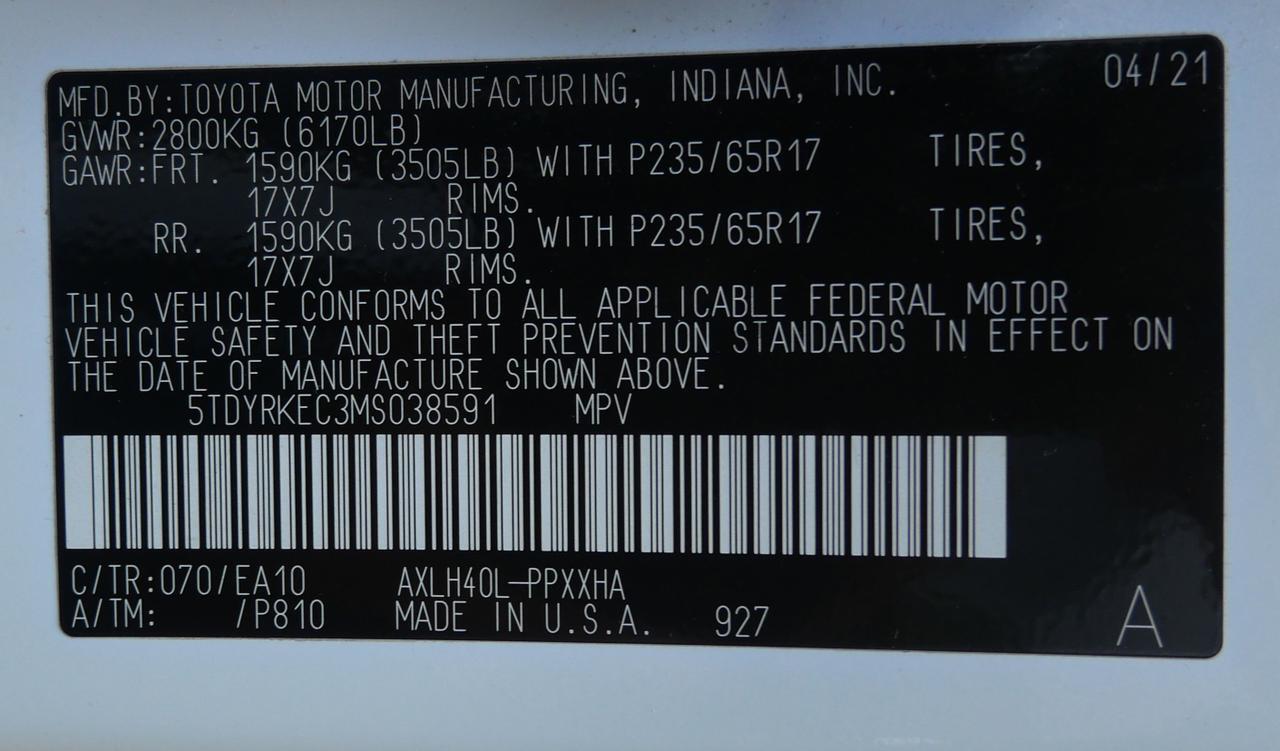 04/21
MFD.BY:TOYOTA MOTOR MANUFACTURING, INDIANA, INC.
GVWR:2800KG (6170LB)
GAWR:FRT. 1590KG (3505LB) WITH P235/65R17 TIRES,
17X7J RIMS.
RR. 1590KG (3505LB) WITH P235/65R17 TIRES,
17X7J RIMS.
THIS VEHICLE CONFORMS TO ALL APPLICABLE FEDERAL MOTOR
VEHICLE SAFETY AND THEFT PREVENTION STANDARDS IN EFFECT ON
THE DATE OF MANUFACTURE SHOWN ABOVE.
5TDYRKEC3MS038591 MPV
C/TR:070/EA10 AXLH40L-PPXXHA
A/TM: /P810 MADE IN U.S.A. 927
A